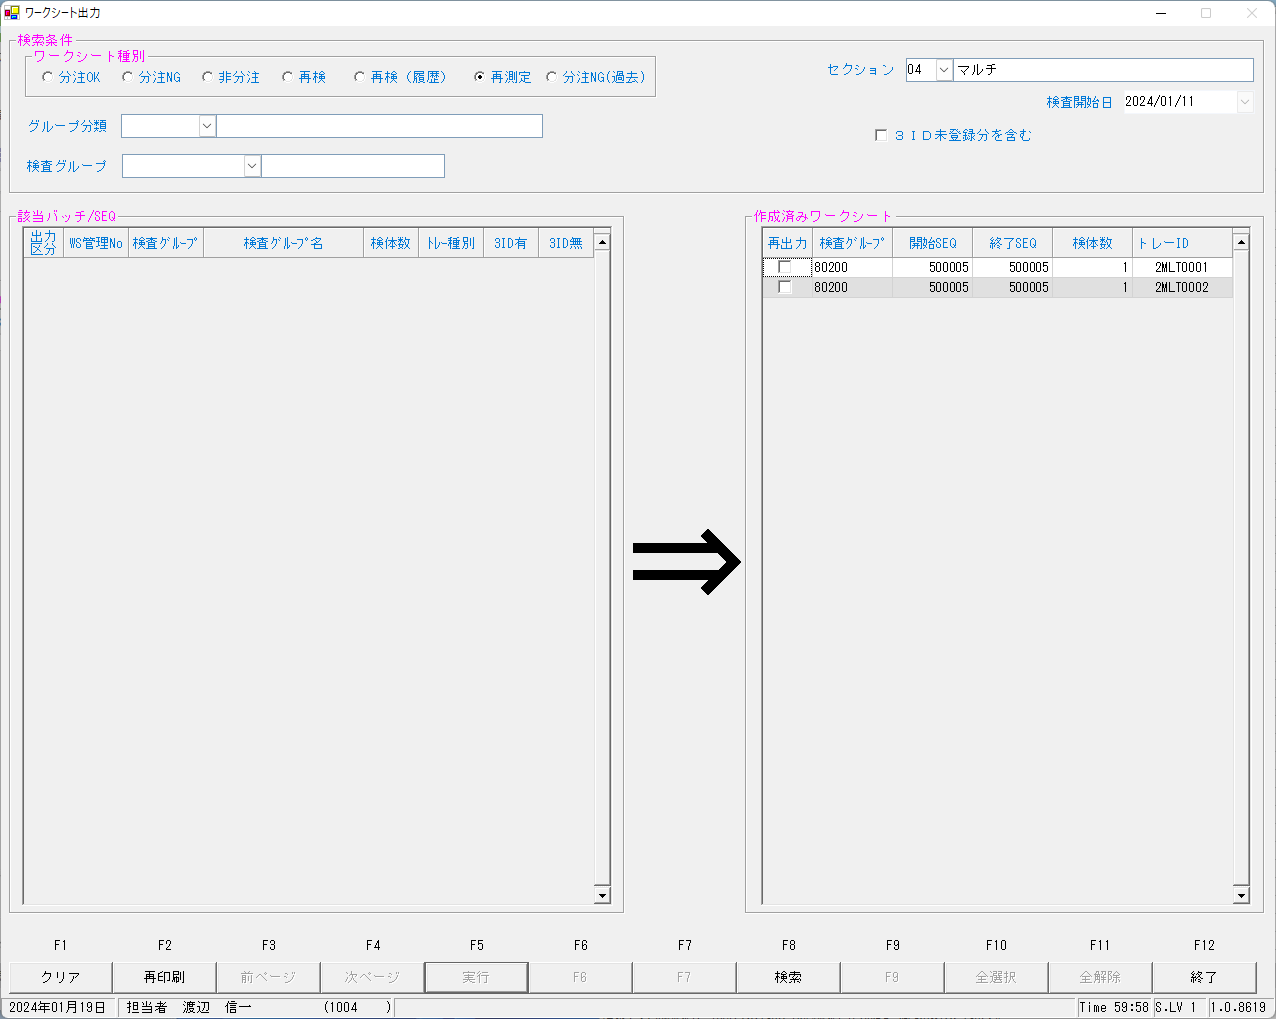 ワークシート出力
検索条件
ワークシート種別
分注OK 分注NG 非分注 再検 再検（履歴） 再測定 分注NG(過去)
セクション 04 マルチ
検査開始日 2024/01/11
グループ分類
３ＩＤ未登録分を含む
検査グループ
該当バッチ/SEQ
出力区分 WS管理No 検査ｸﾞﾙｰﾌﾟ 検査ｸﾞﾙｰﾌﾟ名 検体数 ﾄﾚｰ種別 3ID有 3ID無
作成済みワークシート
再出力 検査ｸﾞﾙｰﾌﾟ 開始SEQ 終了SEQ 検体数 トレーID
80200 500005 500005 1 2MLT0001
80200 500005 500005 1 2MLT0002
F1 F2 F3 F4 F5 F6 F7 F8 F9 F10 F11 F12
クリア 再印刷 前ページ 次ページ 実行 F6 F7 検索 F9 全選択 全解除 終了
2024年01月19日 担当者 渡辺 信一 (1004 ) Time 59:58 S.LV 1 1.0.8619